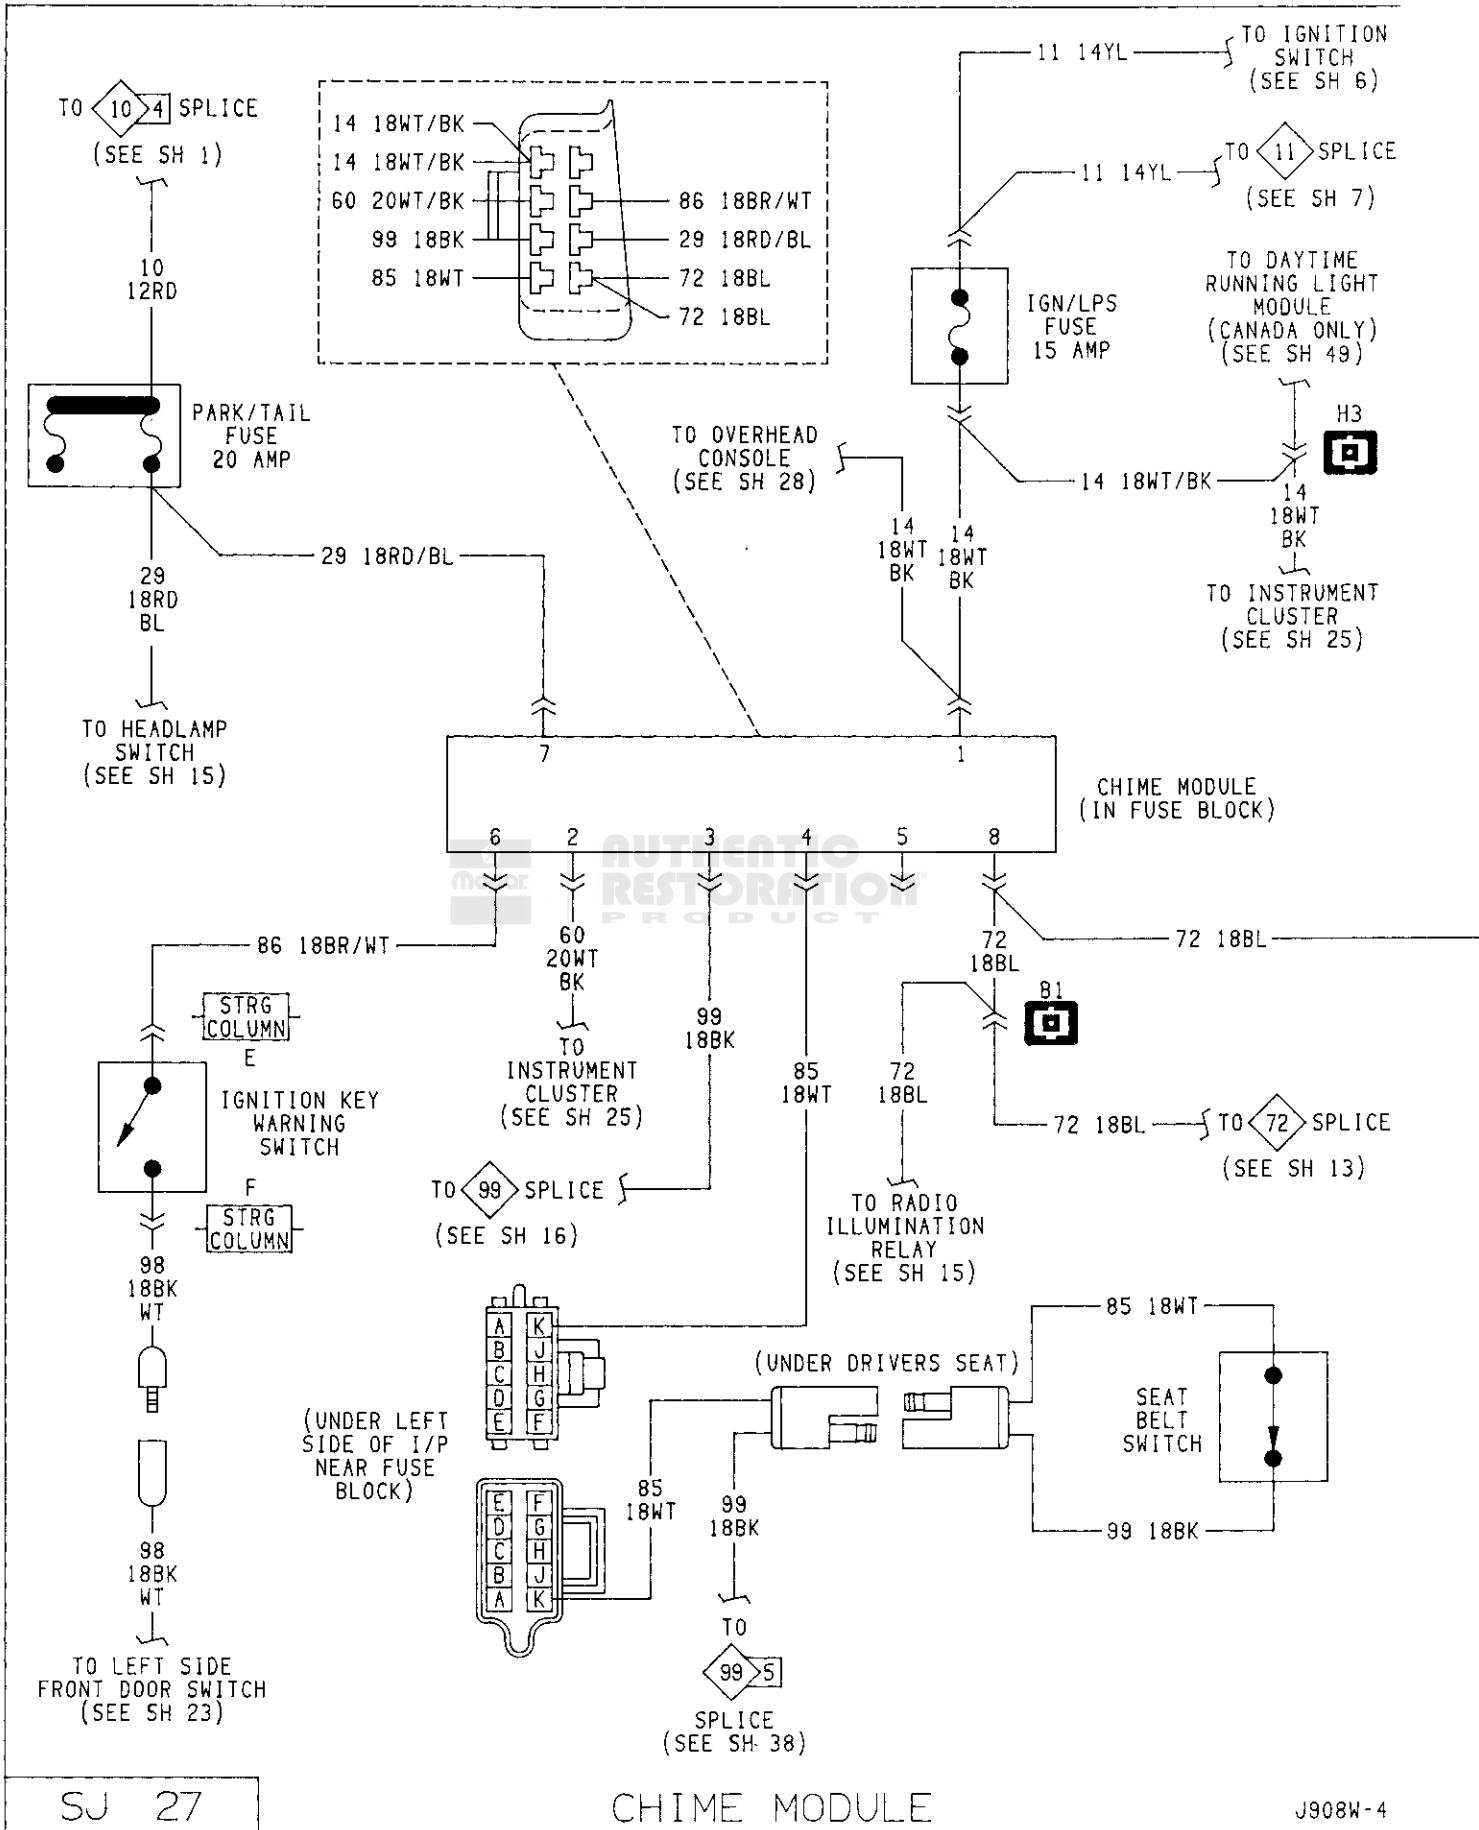 11 14YL
TO IGNITION
SWITCH
(SEE SH 6)
TO 10 4 SPLICE
(SEE SH 1)
14 18WT/BK
14 18WT/BK
60 20WT/BK
99 18BK
85 18WT
86 18BR/WT
29 18RD/BL
72 18BL
72 18BL
11 14YL
TO 11 SPLICE
(SEE SH 7)
10
12RD
IGN/LPS
FUSE
15 AMP
TO DAYTIME
RUNNING LIGHT
MODULE
(CANADA ONLY)
(SEE SH 49)
H3
PARK/TAIL
FUSE
20 AMP
TO OVERHEAD
CONSOLE
(SEE SH 28)
14 18WT/BK
14
18WT
BK
14
18WT
BK
14
18WT
BK
29 18RD/BL
29
18RD
BL
TO INSTRUMENT
CLUSTER
(SEE SH 25)
TO HEADLAMP
SWITCH
(SEE SH 15)
7
1
CHIME MODULE
(IN FUSE BLOCK)
6
2
3
4
5
8
Mopar
AUTHENTIC
RESTORATION™
PRODUCT
86 18BR/WT
60
20WT
BK
72
18BL
72 18BL
B1
STRG
COLUMN
E
99
18BK
TO
INSTRUMENT
CLUSTER
(SEE SH 25)
85
18WT
72
18BL
IGNITION KEY
WARNING
SWITCH
72 18BL
TO 72 SPLICE
(SEE SH 13)
F
STRG
COLUMN
TO 99 SPLICE
(SEE SH 16)
TO RADIO
ILLUMINATION
RELAY
(SEE SH 15)
98
18BK
WT
A K
B J
C H
D G
E F
85 18WT
(UNDER DRIVERS SEAT)
(UNDER LEFT
SIDE OF I/P
NEAR FUSE
BLOCK)
SEAT
BELT
SWITCH
E F
D G
C H
B J
A K
85
18WT
99
18BK
99 18BK
98
18BK
WT
TO
99 S
SPLICE
(SEE SH 38)
TO LEFT SIDE
FRONT DOOR SWITCH
(SEE SH 23)
SJ 27
CHIME MODULE
J908W-4